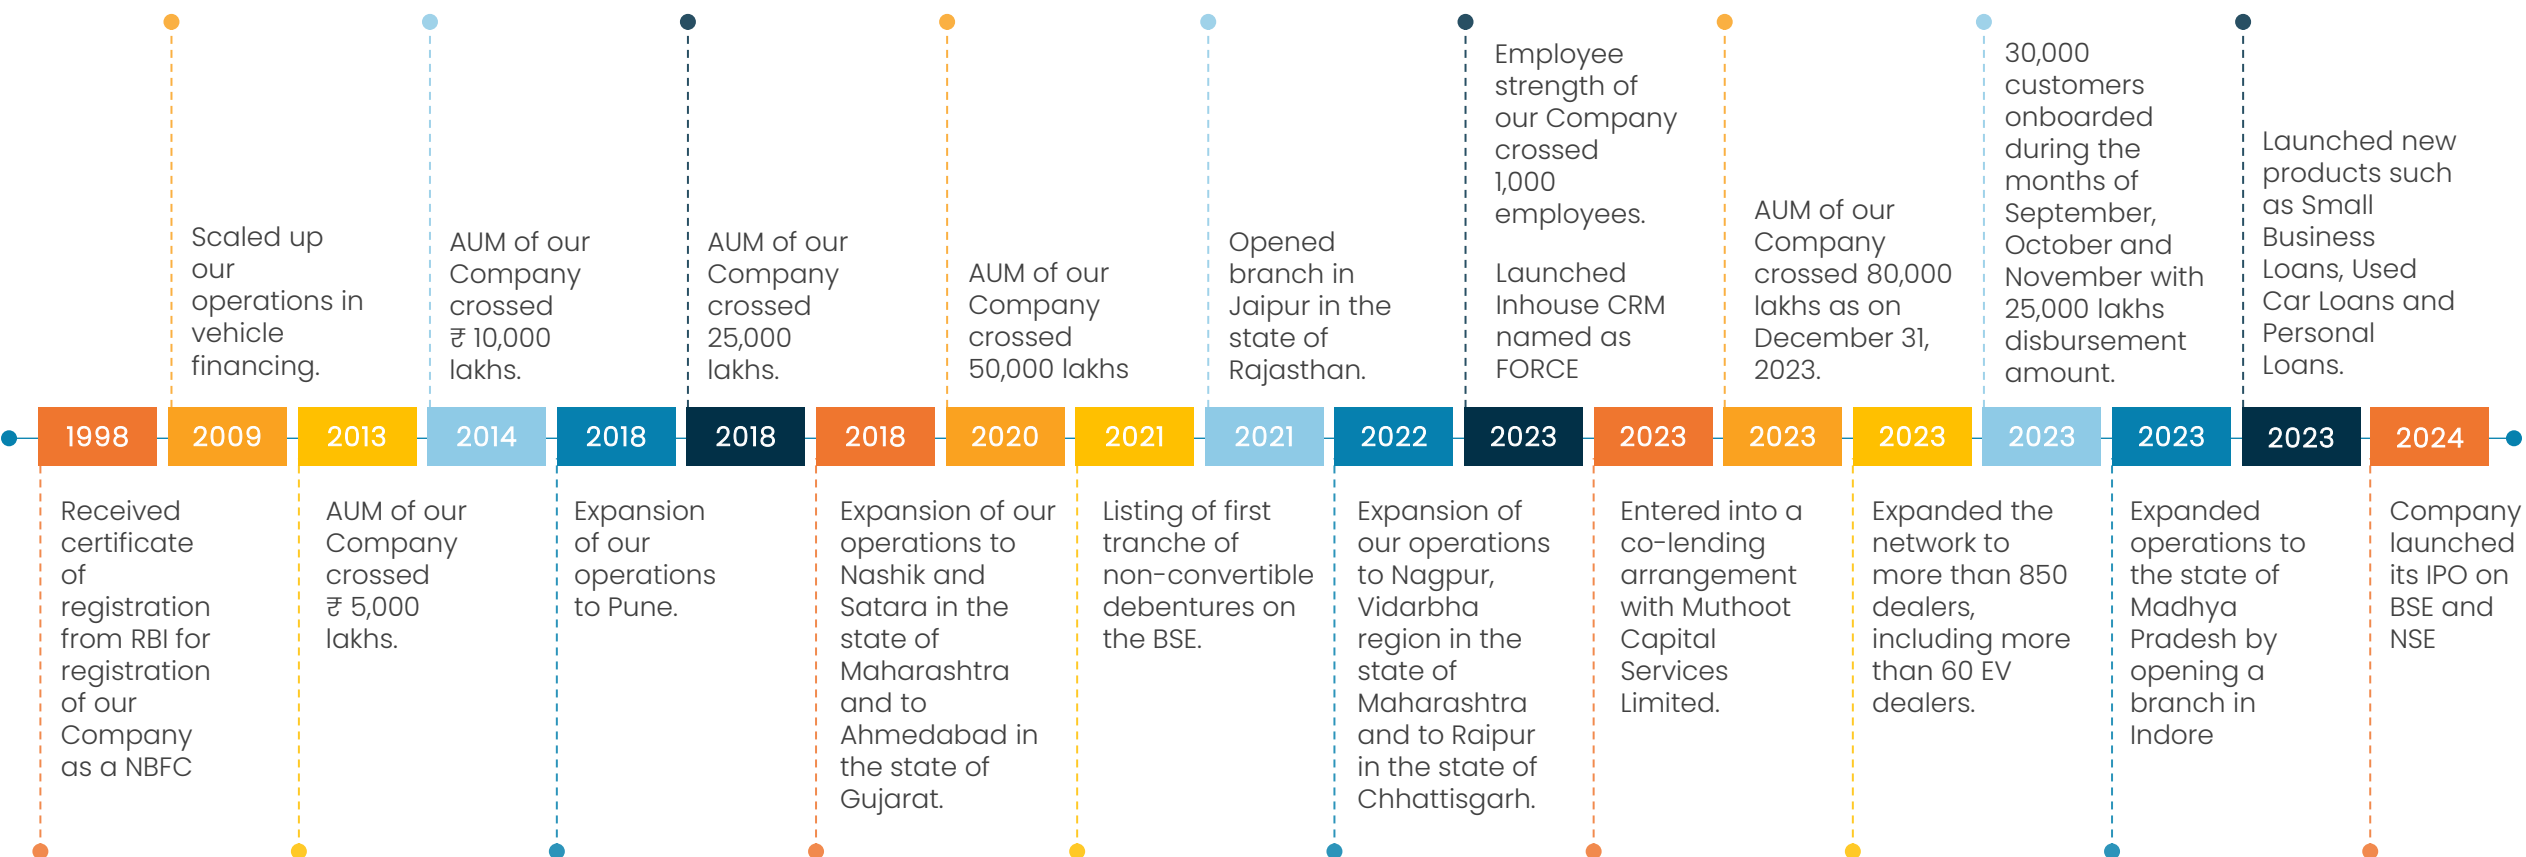 Scaled up
our
operations in
vehicle
financing.
AUM of our
Company
crossed
₹ 10,000
lakhs.
AUM of our
Company
crossed
25,000
lakhs.
AUM of our
Company
crossed
50,000 lakhs
Opened
branch in
Jaipur in the
state of
Rajasthan.
Employee
strength of
our Company
crossed
1,000
employees.
Launched
Inhouse CRM
named as
FORCE
AUM of our
Company
crossed 80,000
lakhs as on
December 31,
2023.
30,000
customers
onboarded
during the
months of
September,
October and
November with
25,000 lakhs
disbursement
amount.
Launched new
products such
as Small
Business
Loans, Used
Car Loans and
Personal
Loans.
1998 2009 2013 2014 2018 2018 2018 2020 2021 2021 2022 2023 2023 2023 2023 2023 2023 2023 2024
Received
certificate
of
registration
from RBI for
registration
of our
Company
as a NBFC
AUM of our
Company
crossed
₹ 5,000
lakhs.
Expansion
of our
operations
to Pune.
Expansion of our
operations to
Nashik and
Satara in the
state of
Maharashtra
and to
Ahmedabad in
the state of
Gujarat.
Listing of first
tranche of
non-convertible
debentures on
the BSE.
Expansion of
our operations
to Nagpur,
Vidarbha
region in the
state of
Maharashtra
and to Raipur
in the state of
Chhattisgarh.
Entered into a
co-lending
arrangement
with Muthoot
Capital
Services
Limited.
Expanded the
network to
more than 850
dealers,
including more
than 60 EV
dealers.
Expanded
operations to
the state of
Madhya
Pradesh by
opening a
branch in
Indore
Company
launched
its IPO on
BSE and
NSE